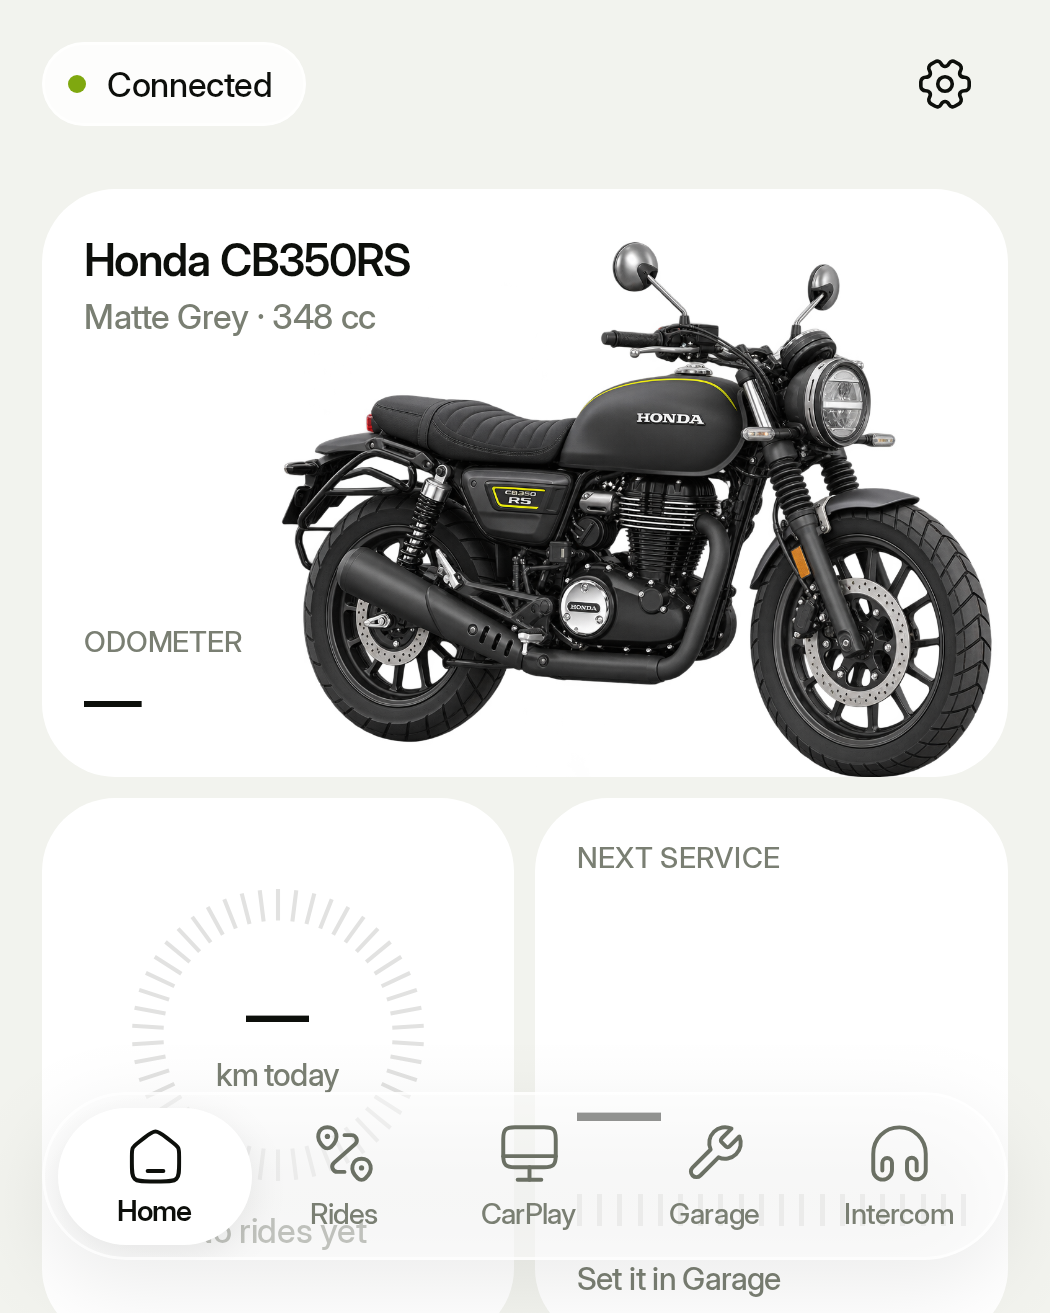 Connected
Honda CB350RS
Matte Grey · 348 cc
HONDA
CB350
RS
HONDA
ODOMETER
—
—
km today
NEXT SERVICE
—
rides yet
Set it in Garage
Home
Rides
CarPlay
Garage
Intercom